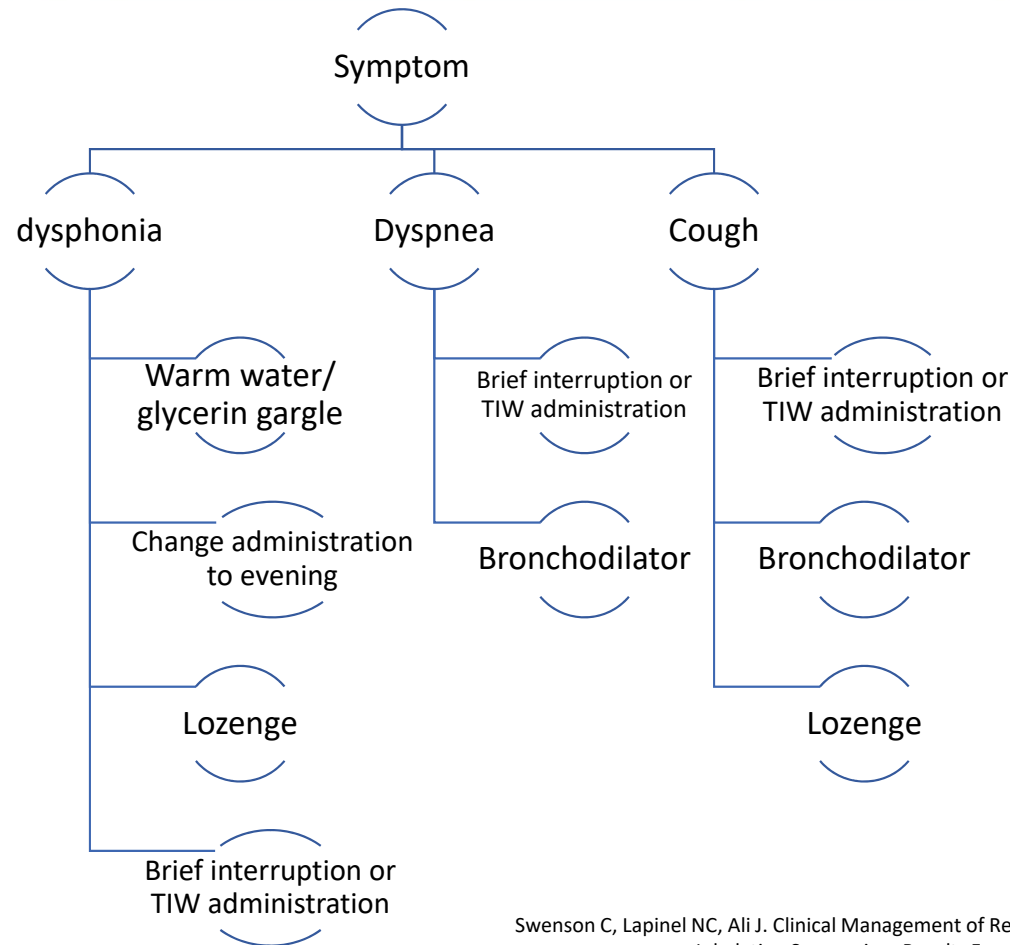 Symptom
dysphonia
Dyspnea
Cough
Warm water/
glycerin gargle
Change administration
to evening
Lozenge
Brief interruption or
TIW administration
Brief interruption or
TIW administration
Bronchodilator
Brief interruption or
TIW administration
Bronchodilator
Lozenge
Swenson C, Lapinel NC, Ali J. Clinical Management of